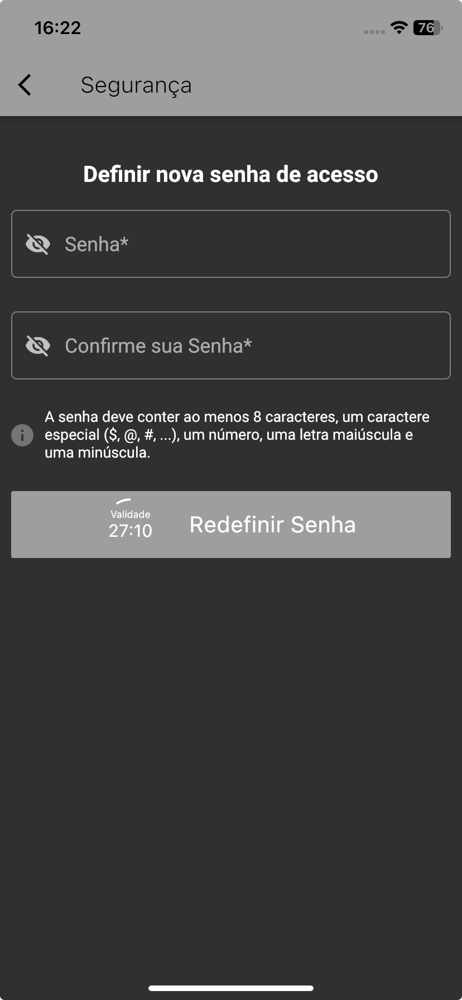 16:22
76
Segurança
Definir nova senha de acesso
Senha*
Confirme sua Senha*
A senha deve conter ao menos 8 caracteres, um caractere
especial ($, @, #, ...), um número, uma letra maiúscula e
uma minúscula.
Validade
27:10
Redefinir Senha